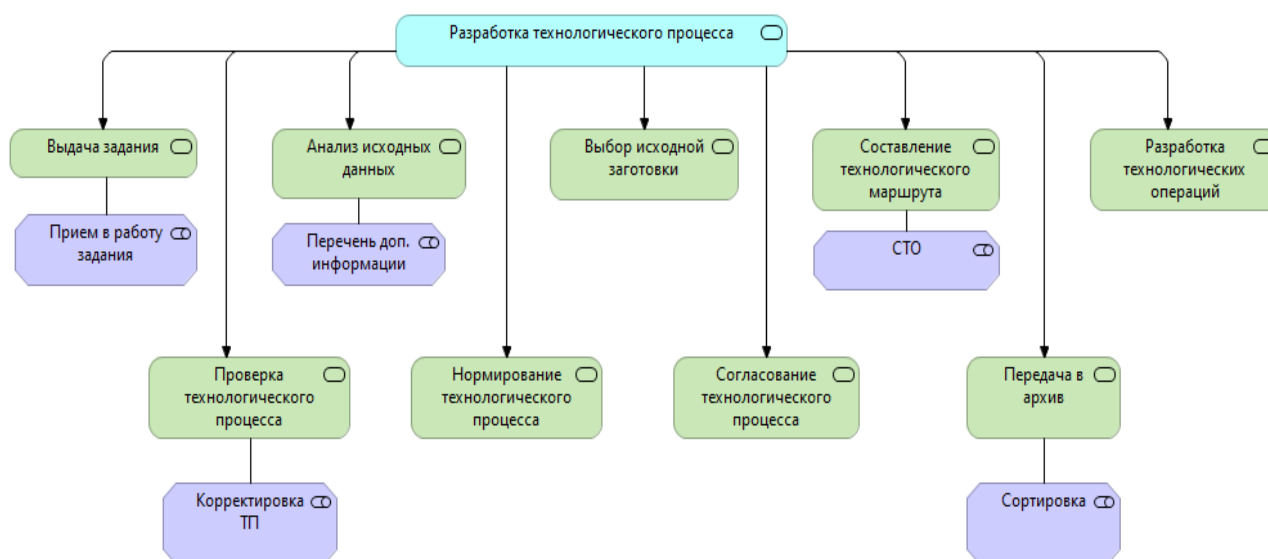 Разработка технологического процесса
Выдача задания
Анализ исходных
данных
Выбор исходной
заготовки
Составление
технологического
маршрута
Разработка
технологических
операций
Прием в работу
задания
Перечень доп.
информации
СТО
Проверка
технологического
процесса
Нормирование
технологического
процесса
Согласование
технологического
процесса
Передача в
архив
Корректировка
ТП
Сортировка